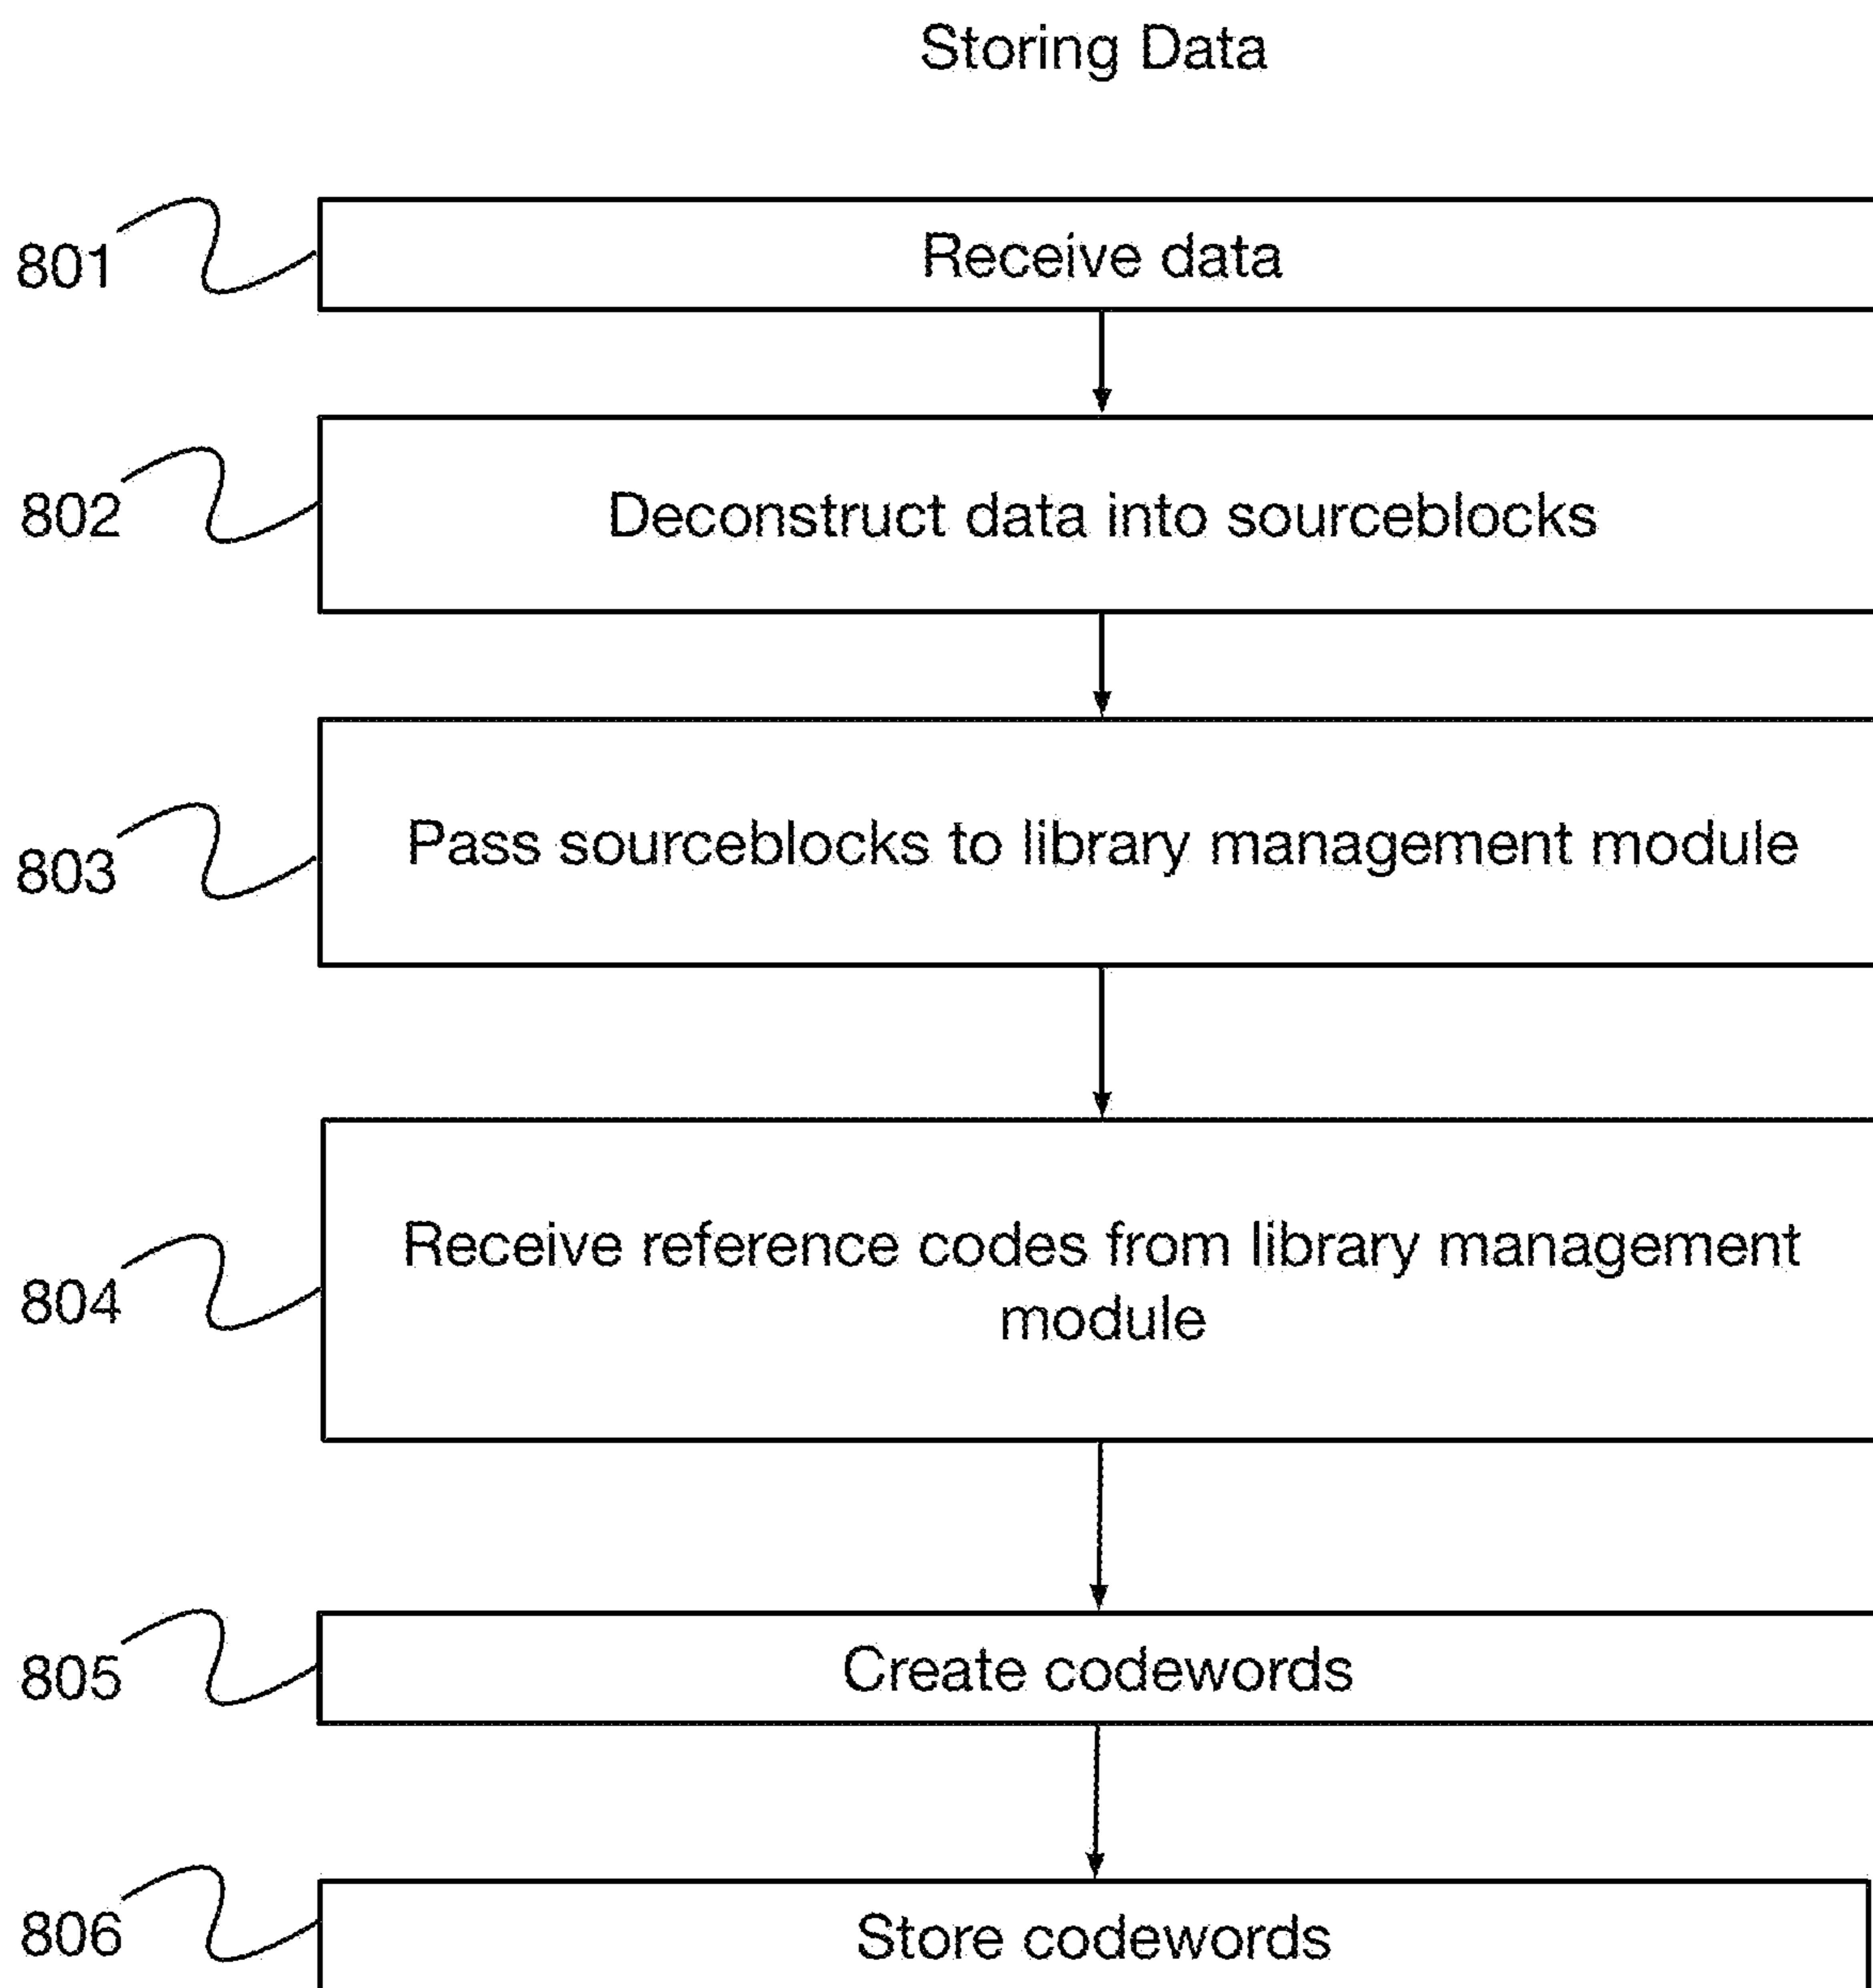 Storing Data
801
Receive data
802
Deconstruct data into sourceblocks
803
Pass sourceblocks to library management module
804
Receive reference codes from library management
module
805
Create codewords
806
Store codewords